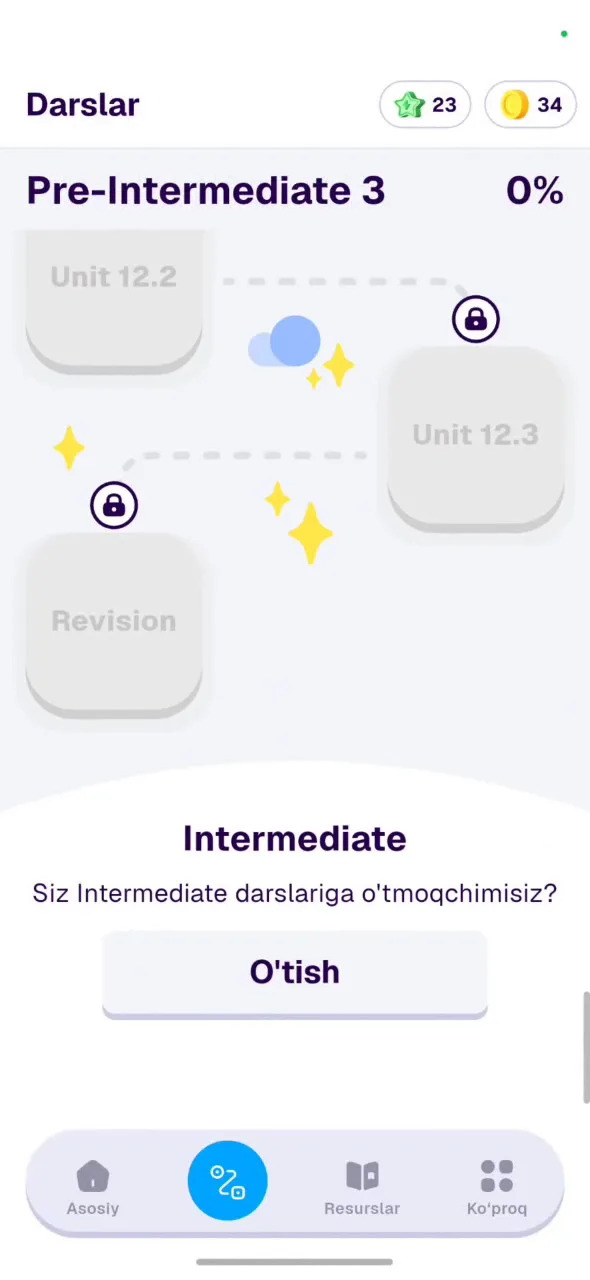 Darslar
23
34
Pre-Intermediate 3
0%
Unit 12.2
Unit 12.3
Revision
Intermediate
Siz Intermediate darslariga o'tmoqchimisiz?
O'tish
Asosiy
Resurslar
Ko‘proq